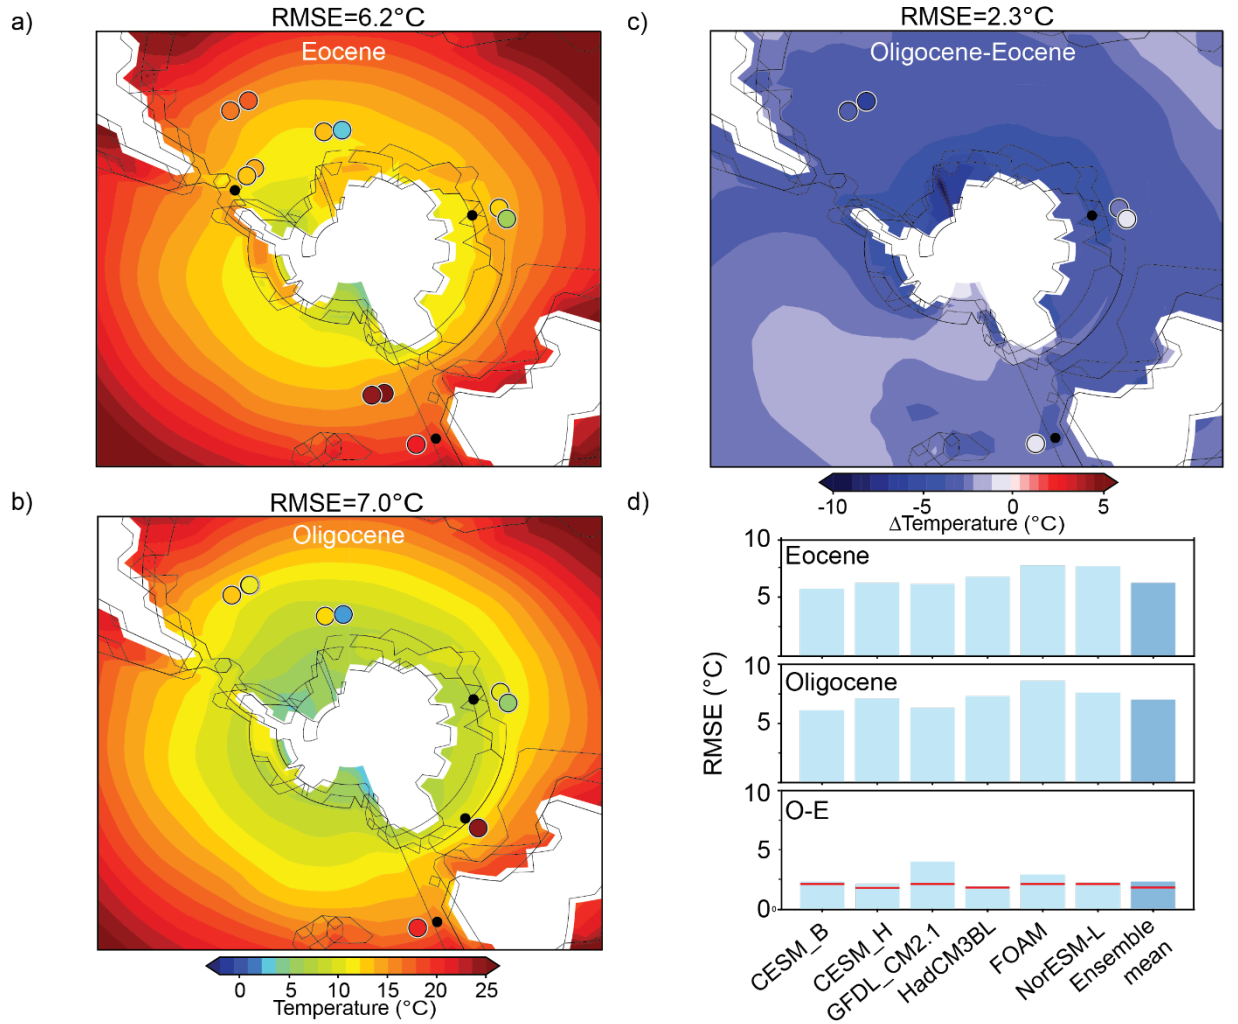 a)
RMSE=6.2°C
Eocene
c)
RMSE=2.3°C
Oligocene-Eocene
-10 -5 0 5
ΔTemperature (°C)
b)
RMSE=7.0°C
Oligocene
0 5 10 15 20 25
Temperature (°C)
d)
RMSE (°C)
10
Eocene
5
10
Oligocene
5
10
O-E
5
0
0
CESM_B
CESM_H
GFDL_CM2.1
HadCM3BL
FOAM
NorESM-L
Ensemble
mean